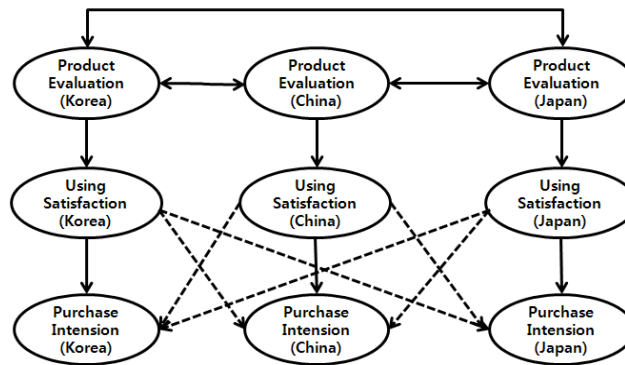 Product
Evaluation
(Korea)
Product
Evaluation
(China)
Product
Evaluation
(Japan)
Using
Satisfaction
(Korea)
Using
Satisfaction
(China)
Using
Satisfaction
(Japan)
Purchase
Intension
(Korea)
Purchase
Intension
(China)
Purchase
Intension
(Japan)